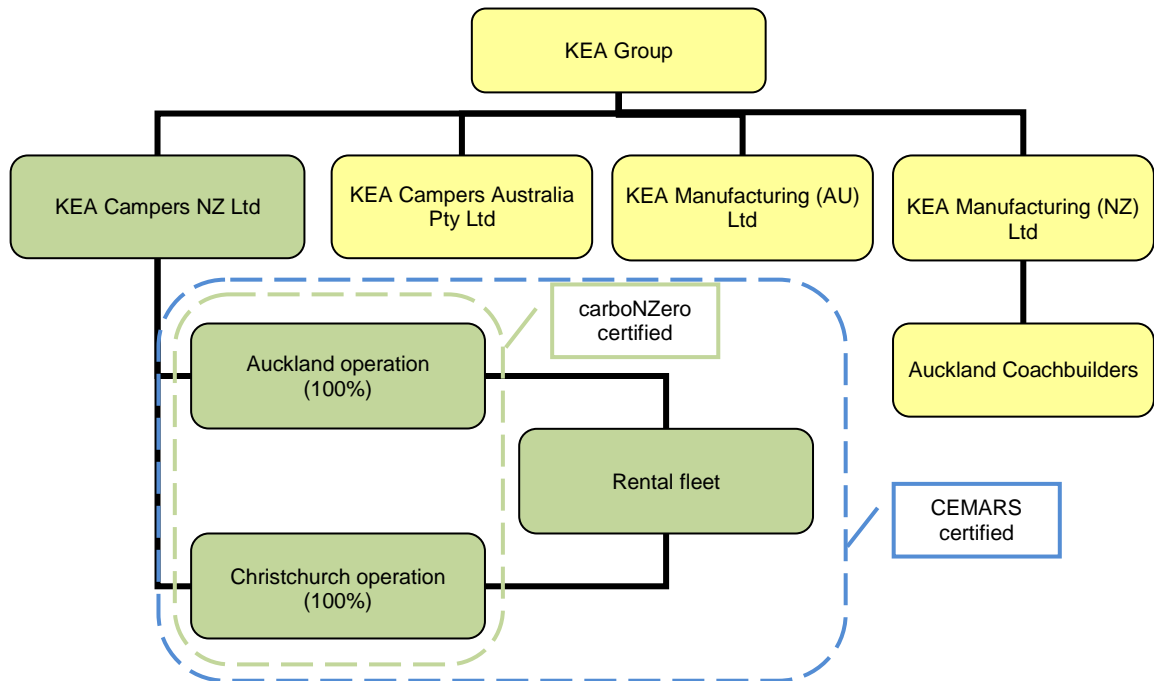 KEA Group
KEA Campers NZ Ltd
KEA Campers Australia
Pty Ltd
KEA Manufacturing (AU)
Ltd
KEA Manufacturing (NZ)
Ltd
carboNZero
certified
Auckland operation
(100%)
Auckland Coachbuilders
Rental fleet
CEMARS
certified
Christchurch operation
(100%)